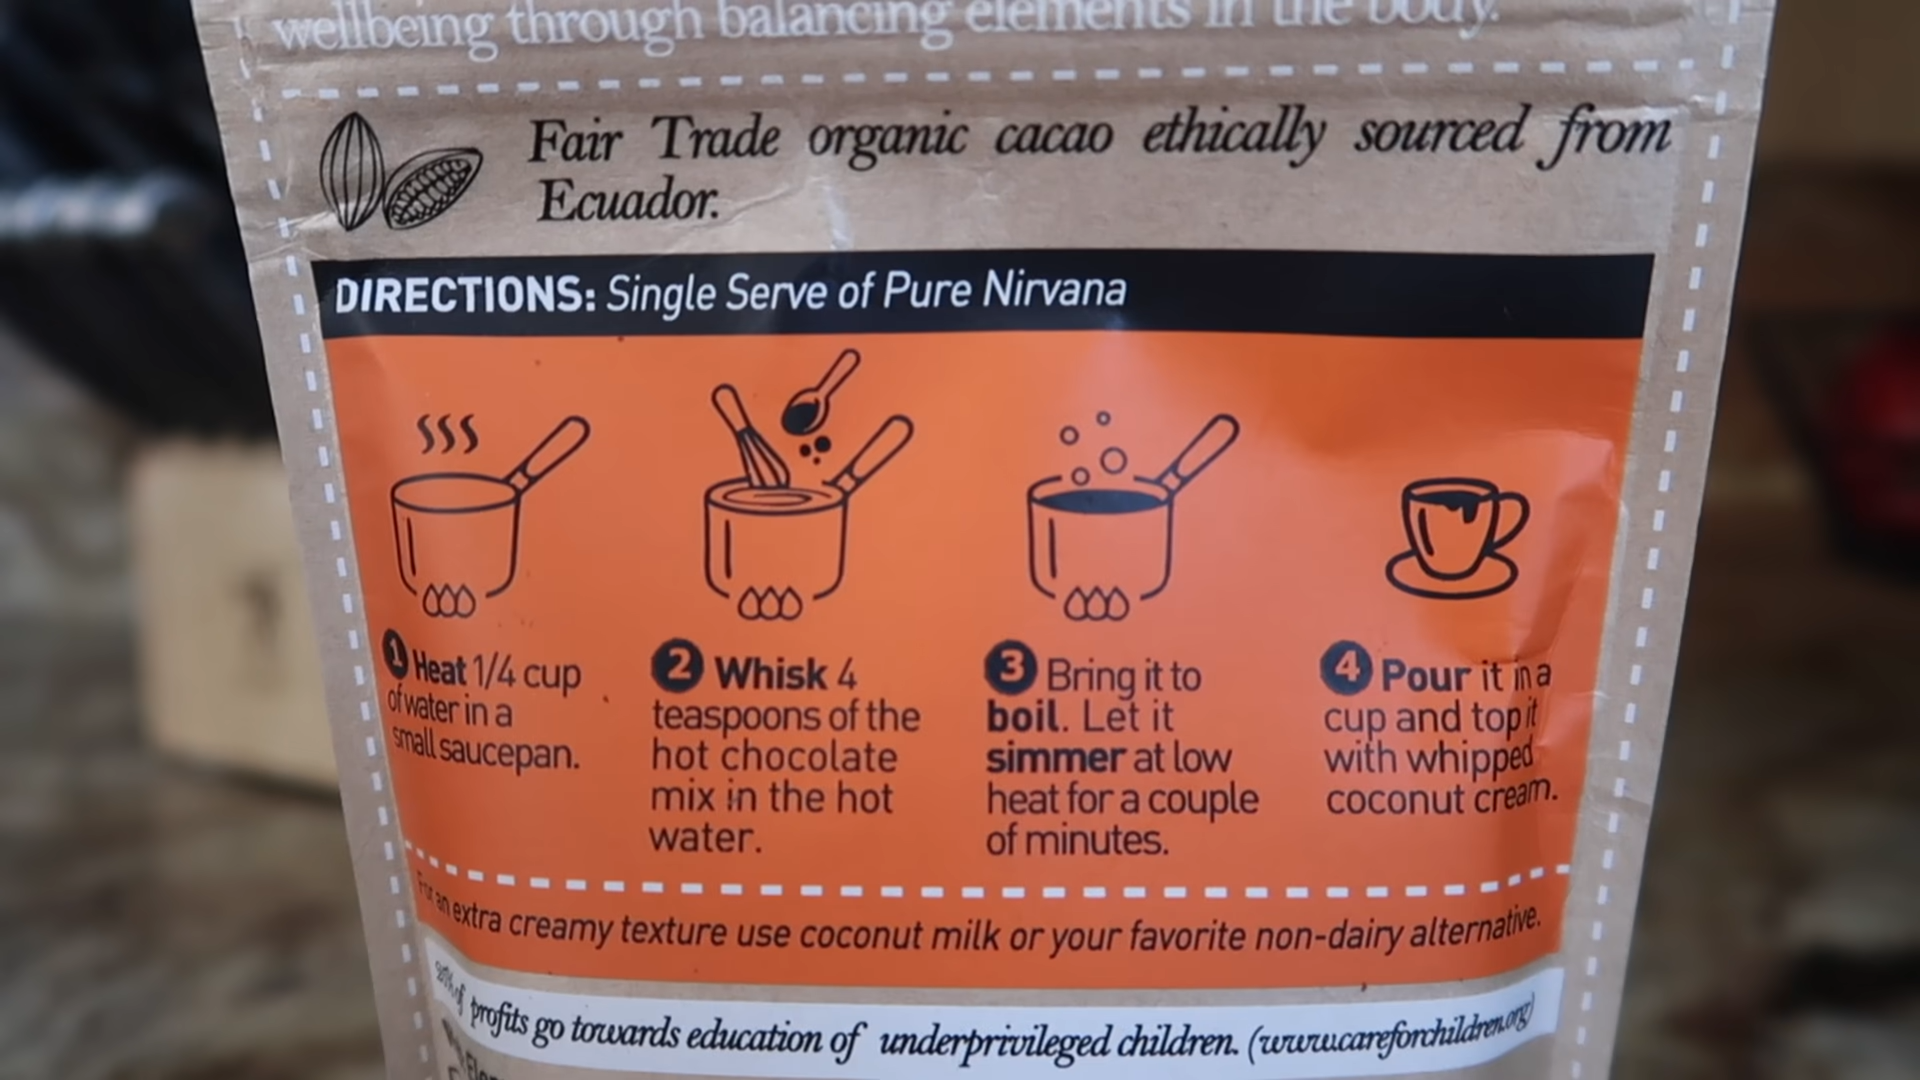 wellbeing through balancing elements in the body.
Fair Trade organic cacao ethically sourced from
Ecuador.
DIRECTIONS: Single Serve of Pure Nirvana
1 Heat 1/4 cup
of water in a
small saucepan.
2 Whisk 4
teaspoons of the
hot chocolate
mix in the hot
water.
3 Bring it to
boil. Let it
simmer at low
heat for a couple
of minutes.
4 Pour it in a
cup and top it
with whipped
coconut cream.
For an extra creamy texture use coconut milk or your favorite non-dairy alternative.
of profits go towards education of underprivileged children. (www.careforchildren.org)